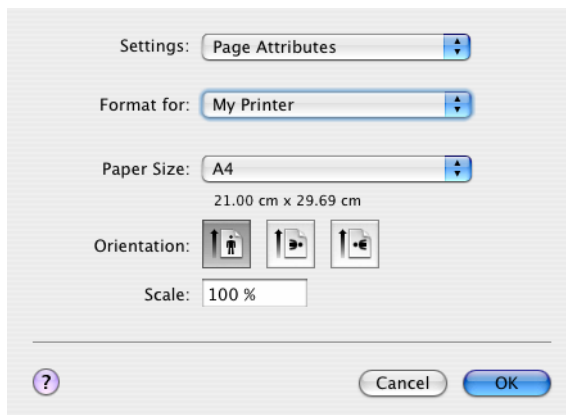 Settings: Page Attributes
Format for: My Printer
Paper Size: A4
21.00 cm x 29.69 cm
Orientation:
Scale: 100 %
? Cancel OK